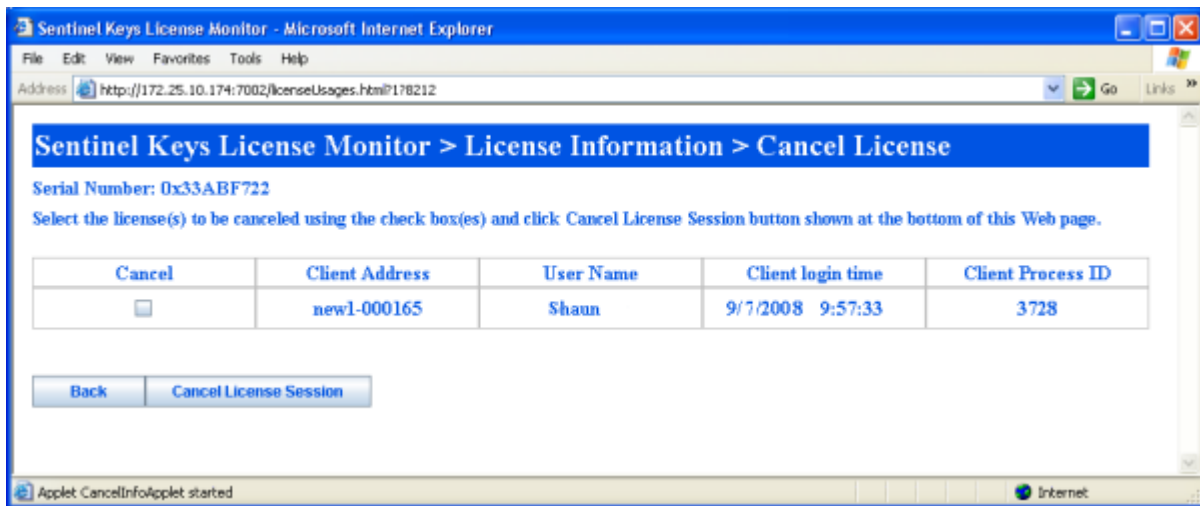 Sentinel Keys License Monitor - Microsoft Internet Explorer
File Edit View Favorites Tools Help
Address http://172.25.10.174:7002/licenseUsages.html?178212 Go Links »
Sentinel Keys License Monitor > License Information > Cancel License
Serial Number: 0x33ABF722
Select the license(s) to be canceled using the check box(es) and click Cancel License Session button shown at the bottom of this Web page.
Cancel Client Address User Name Client login time Client Process ID
new1-000165 Shaun 9/7/2008 9:57:33 3728
Back Cancel License Session
Applet CancelInfoApplet started Internet